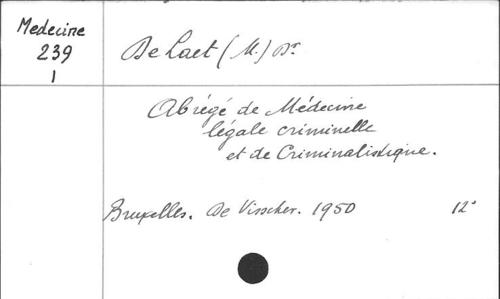 Medecine
239
1
De Laet (M.) Dr
Abrégé de Médecine
légale criminelle
et de Criminalistique.
Bruxelles. De Visscher. 1950 12°